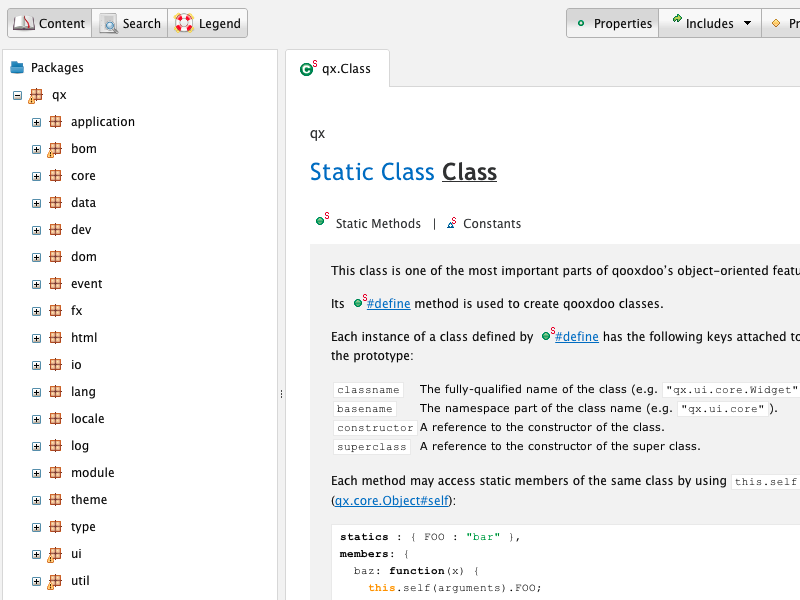 Content Search Legend Properties Includes Pr
Packages
qx
application
bom
core
data
dev
dom
event
fx
html
io
lang
locale
log
module
theme
type
ui
util
qx.Class
qx
Static Class Class
Static Methods | Constants
This class is one of the most important parts of qooxdoo's object-oriented featu
Its #define method is used to create qooxdoo classes.
Each instance of a class defined by #define has the following keys attached to
the prototype:
classname The fully-qualified name of the class (e.g. "qx.ui.core.Widget"
basename The namespace part of the class name (e.g. "qx.ui.core" ).
constructor A reference to the constructor of the class.
superclass A reference to the constructor of the super class.
Each method may access static members of the same class by using this.self
(qx.core.Object#self):
statics : { FOO : "bar" },
members: {
baz: function(x) {
this.self(arguments).FOO;